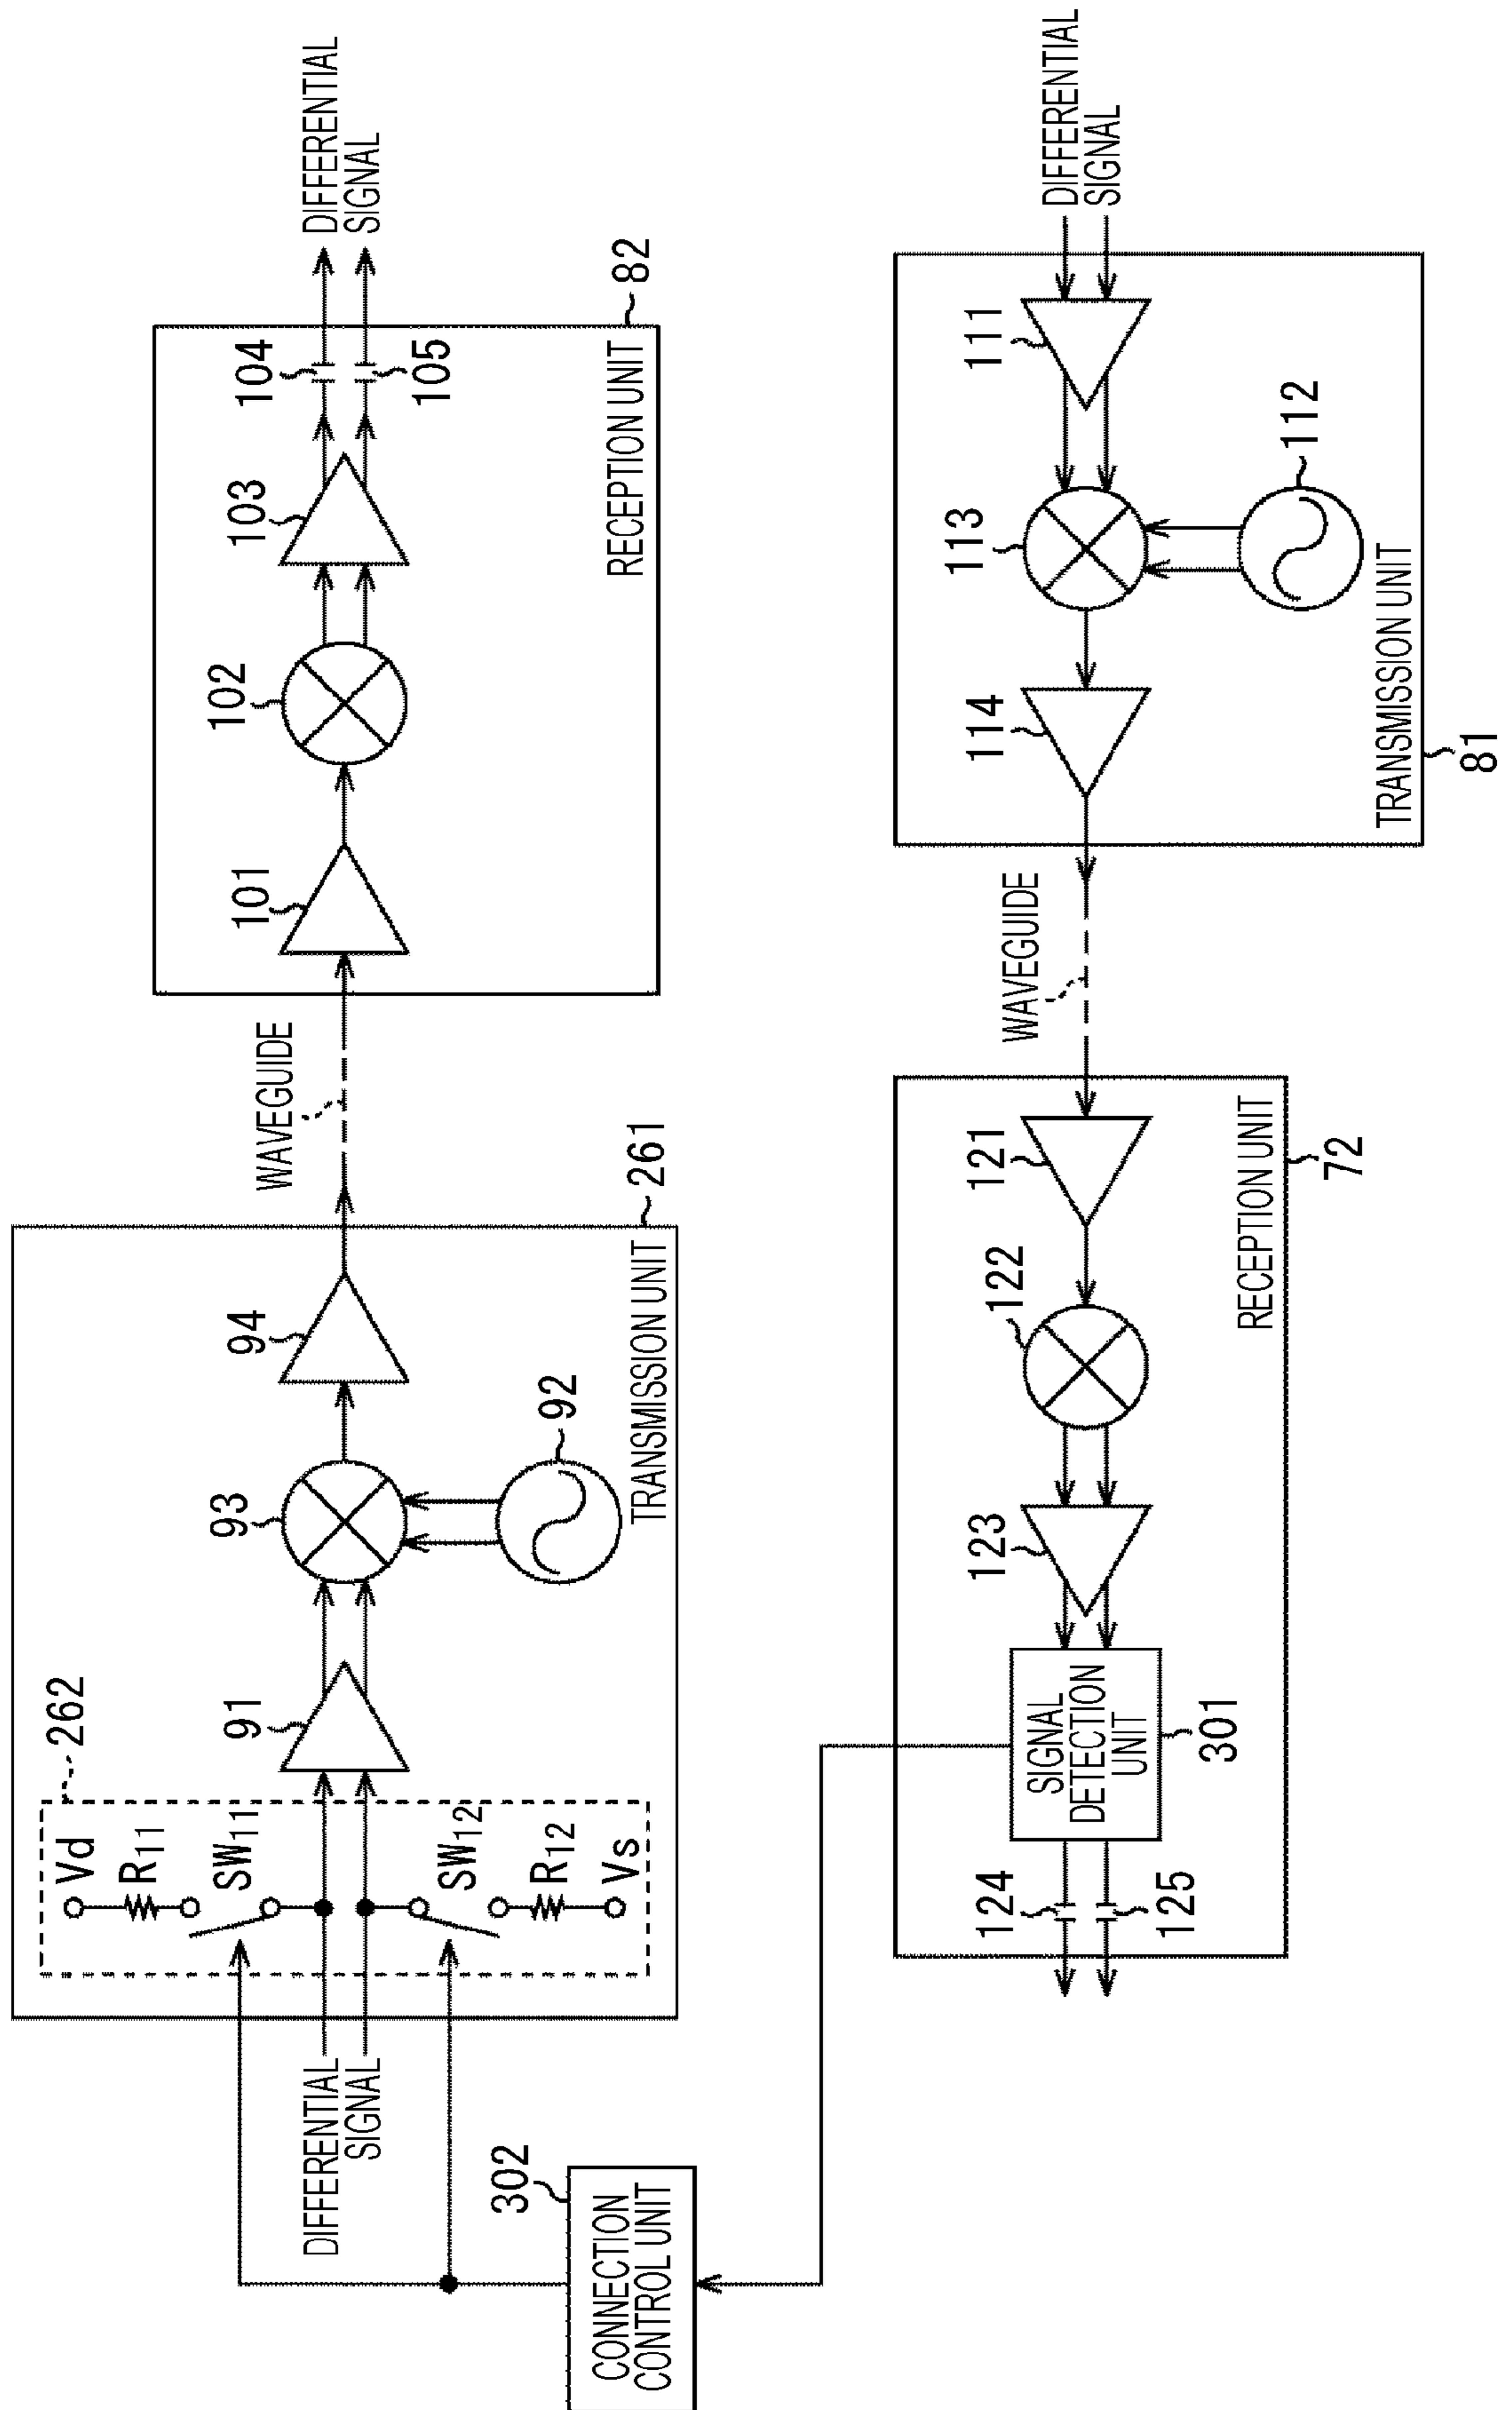 262
Vd
R11
SW11
SW12
R12
Vs
91
93
92
94
TRANSMISSION UNIT
261
DIFFERENTIAL
SIGNAL
WAVEGUIDE
101
102
103
104
105
RECEPTION UNIT
82
DIFFERENTIAL
SIGNAL
302
CONNECTION
CONTROL UNIT
124
125
SIGNAL
DETECTION
UNIT
301
123
122
121
RECEPTION UNIT
72
WAVEGUIDE
114
113
112
111
TRANSMISSION UNIT
81
DIFFERENTIAL
SIGNAL